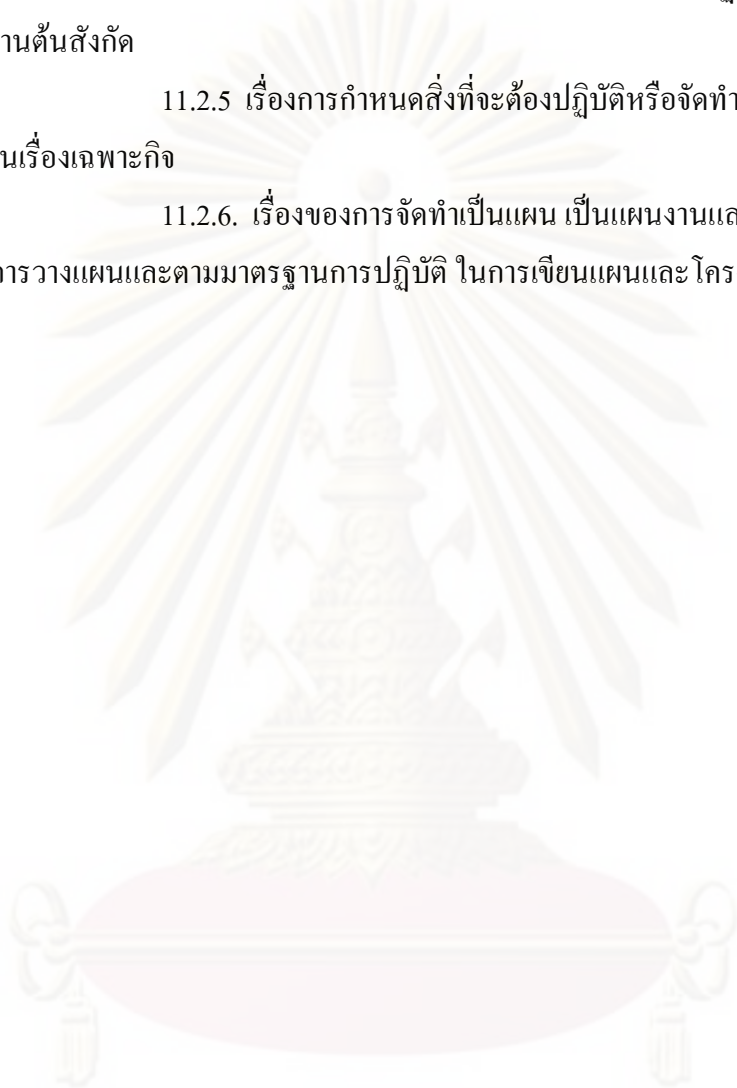 านต้นสังกัด
11.2.5 เรื่องการกำหนดสิ่งที่จะต้องปฏิบัติหรือจัดทำ
นเรื่องเฉพาะกิจ
11.2.6. เรื่องของการจัดทำเป็นแผน เป็นแผนงานแล
การวางแผนและตามมาตรฐานการปฏิบัติ ในการเขียนแผนและโคร